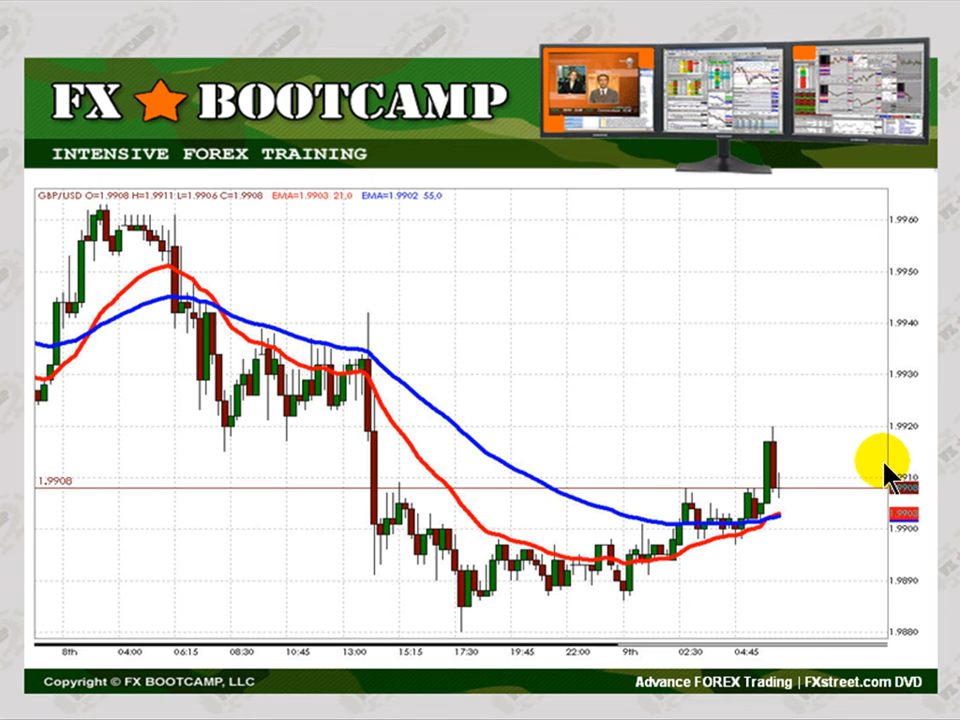 FX BOOTCAMP
INTENSIVE FOREX TRAINING
GBP/USD O=1.9908 H=1.9911 L=1.9906 C=1.9908 EMA=1.9903 21,0 EMA=1.9902 55,0
1.9960
1.9950
1.9940
1.9930
1.9920
1.9910
1.9908
1.9908
1.9903
1.9900
1.9890
1.9880
8th 04:00 06:15 08:30 10:45 13:00 15:15 17:30 19:45 22:00 9th 02:30 04:45
Copyright © FX BOOTCAMP, LLC
Advance FOREX Trading | FXstreet.com DVD